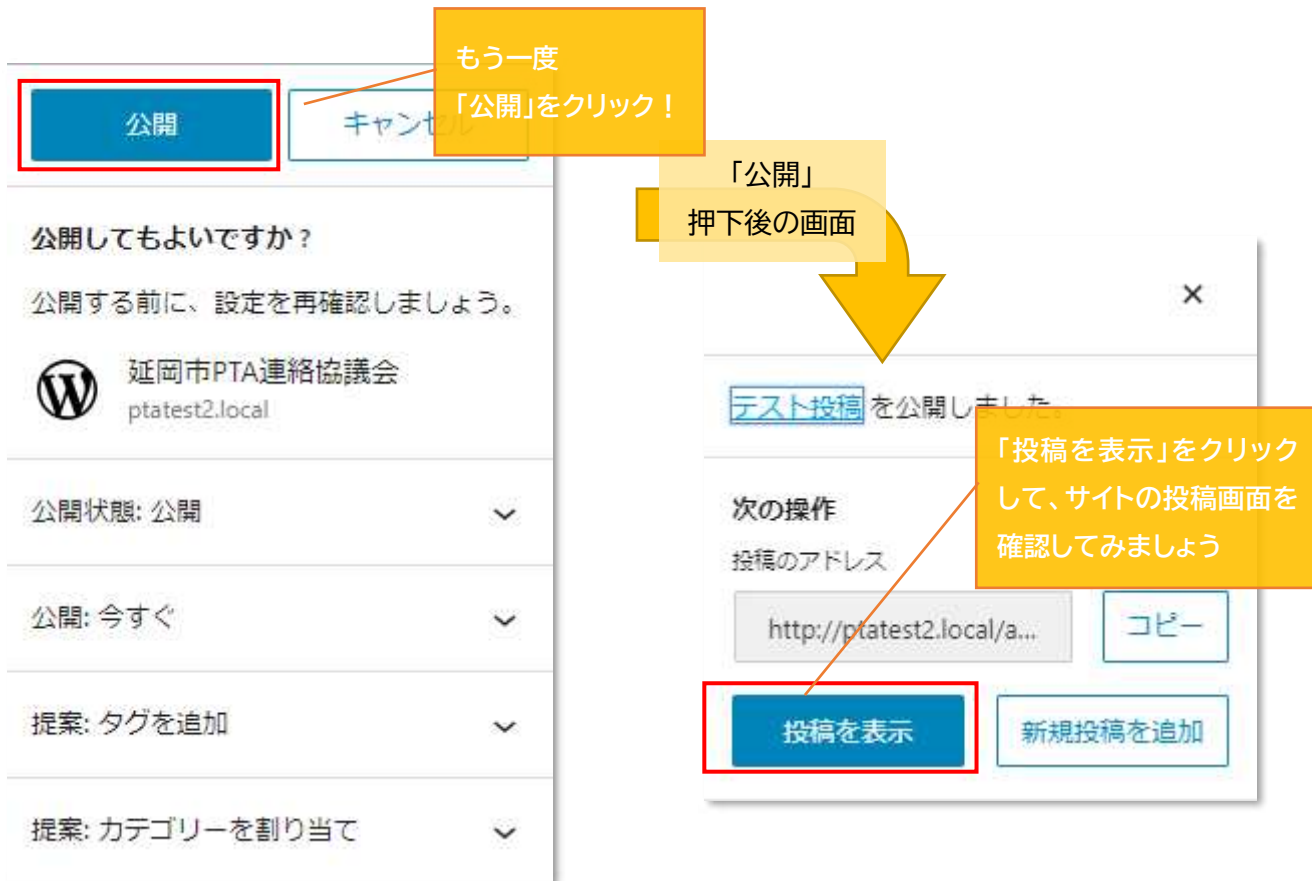 もう一度
「公開」をクリック！
公開
キャンセル
「公開」
押下後の画面
公開してもよいですか？
公開する前に、設定を再確認しましょう。
延岡市PTA連絡協議会
ptatest2.local
公開状態: 公開
公開: 今すぐ
提案: タグを追加
提案: カテゴリーを割り当て
テスト投稿 を公開しました。
「投稿を表示」をクリック
して、サイトの投稿画面を
確認してみましょう
次の操作
投稿のアドレス
http://ptatest2.local/a...
コピー
投稿を表示
新規投稿を追加